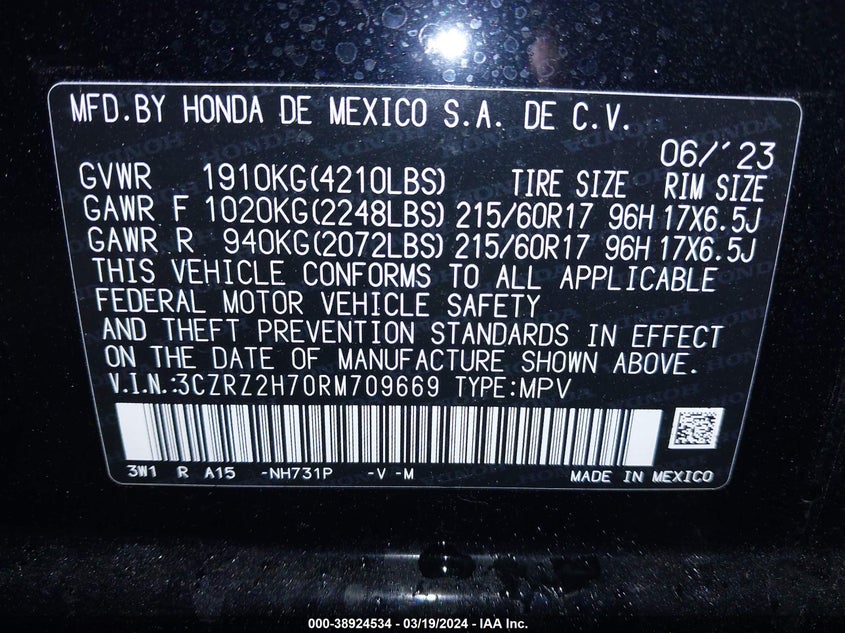 MFD.BY HONDA DE MEXICO S.A. DE C.V.
06/'23
GVWR 1910KG(4210LBS) TIRE SIZE RIM SIZE
GAWR F 1020KG(2248LBS) 215/60R17 96H 17X6.5J
GAWR R 940KG(2072LBS) 215/60R17 96H 17X6.5J
THIS VEHICLE CONFORMS TO ALL APPLICABLE
FEDERAL MOTOR VEHICLE SAFETY
AND THEFT PREVENTION STANDARDS IN EFFECT
ON THE DATE OF MANUFACTURE SHOWN ABOVE.
V.I.N.:3CZRZ2H70RM709669 TYPE:MPV
3W1 R A15 -NH731P -V -M MADE IN MEXICO
000-38924534 - 03/19/2024 - IAA Inc.